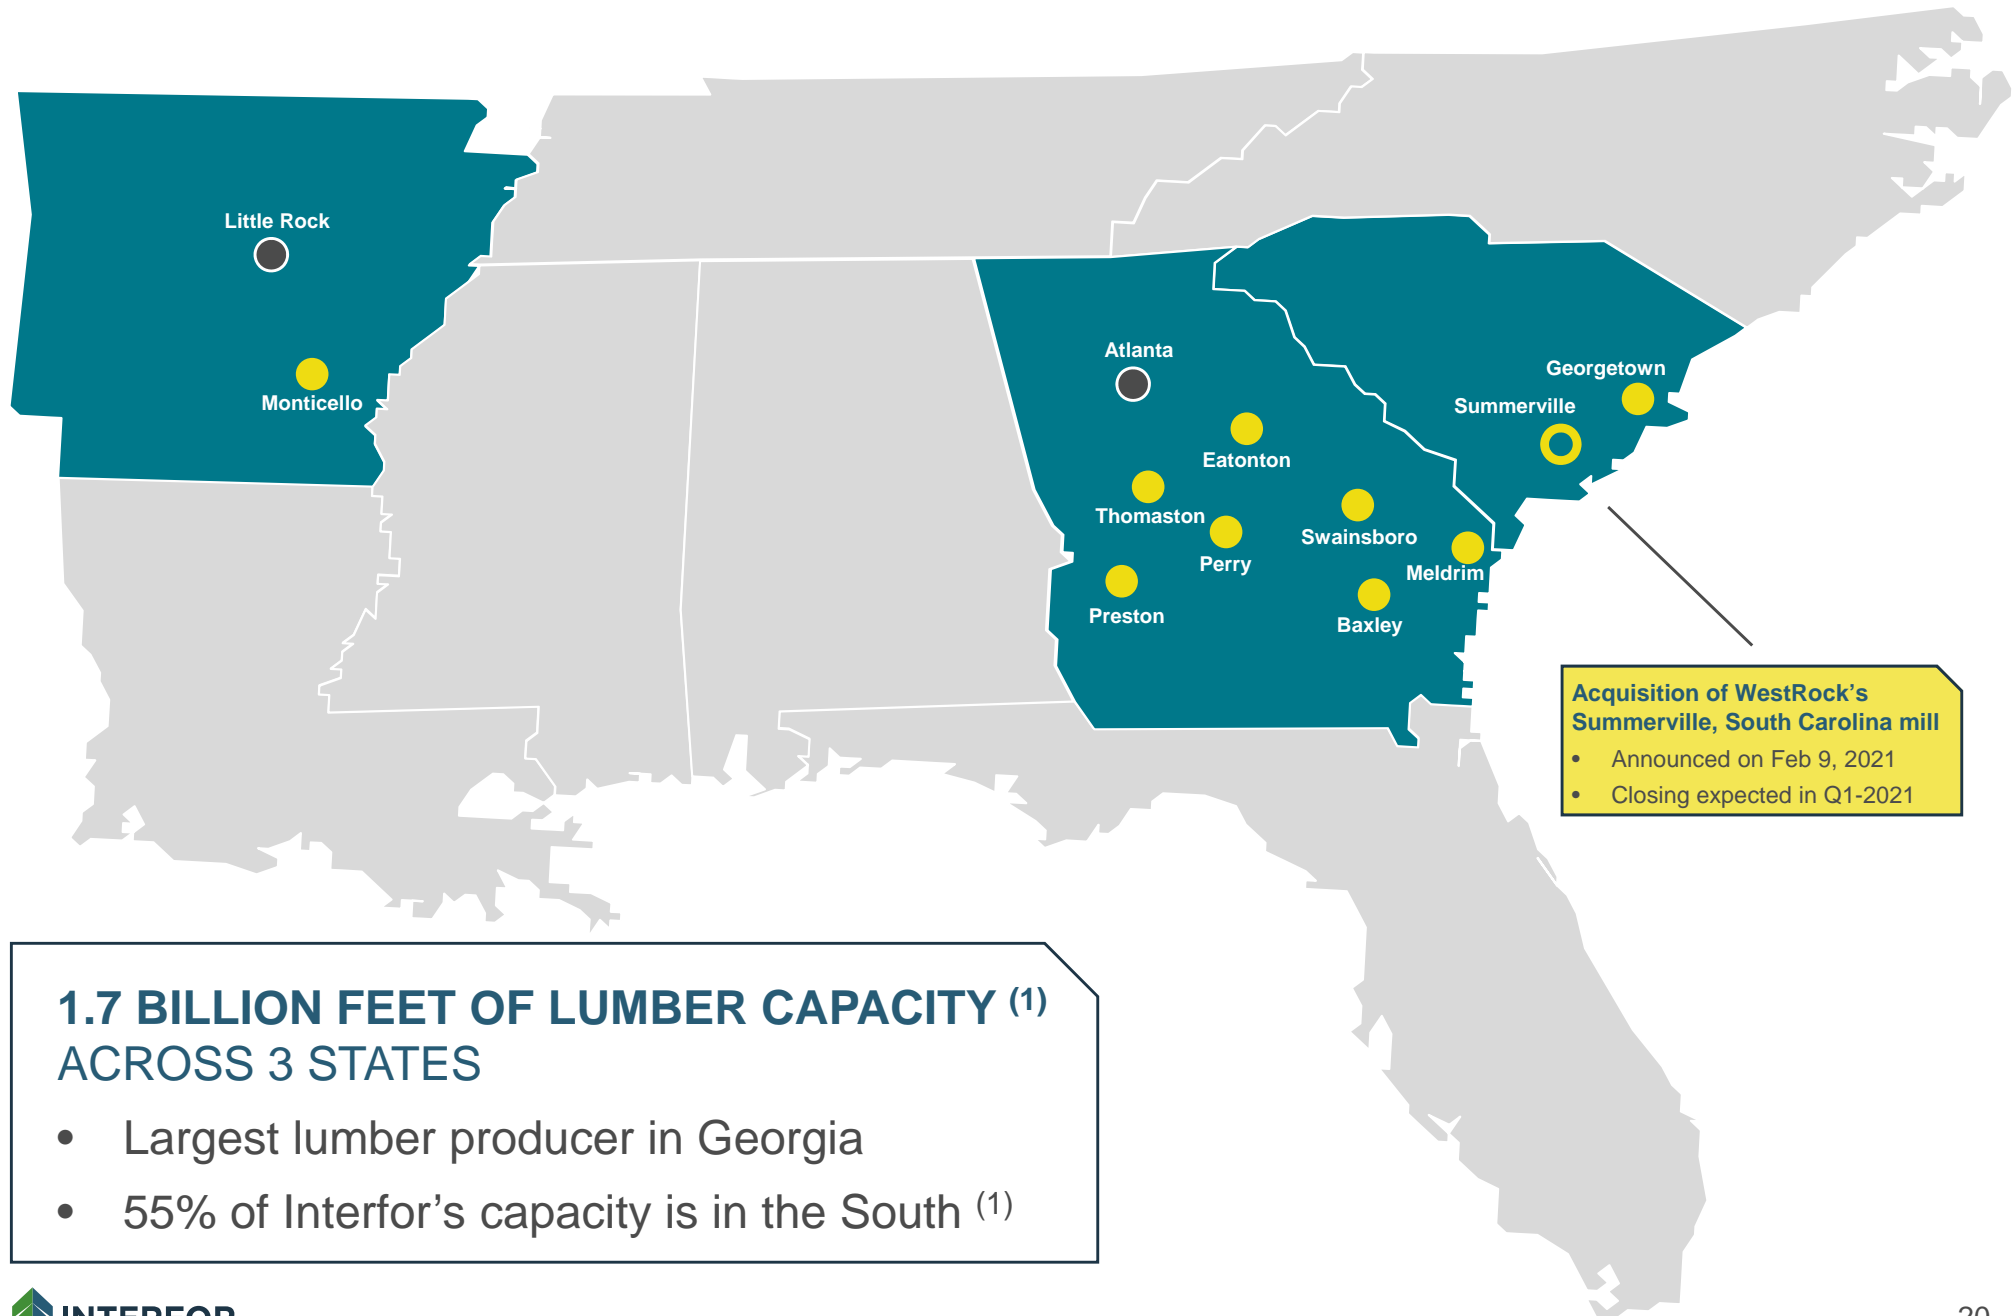 Little Rock
Monticello
Atlanta
Eatonton
Thomaston
Perry
Preston
Swainsboro
Meldrim
Baxley
Georgetown
Summerville
Acquisition of WestRock’s
Summerville, South Carolina mill
• Announced on Feb 9, 2021
• Closing expected in Q1-2021
1.7 BILLION FEET OF LUMBER CAPACITY (1)
ACROSS 3 STATES
• Largest lumber producer in Georgia
• 55% of Interfor’s capacity is in the South (1)
INTERFOR
20